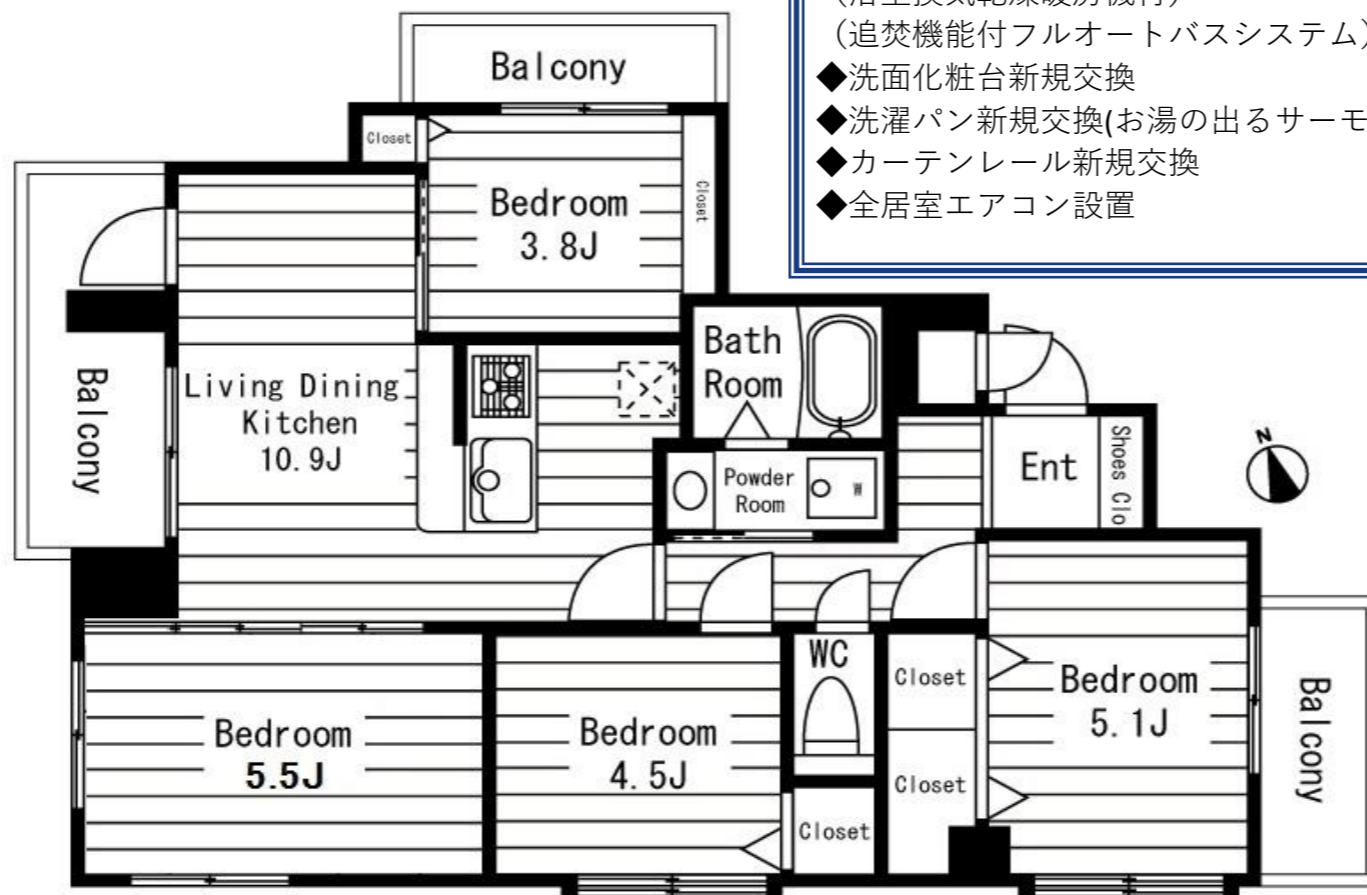 （追焚機能付フルオートバスシステム）
◆洗面化粧台新規交換
◆洗濯パン新規交換(お湯の出るサーモ
◆カーテンレール新規交換
◆全居室エアコン設置
Balcony
Closet
Bedroom
3.8J
Closet
Balcony
Living Dining
Kitchen
10.9J
Bath
Room
Powder
Room
W
Ent
Shoes Clo
N
Bedroom
5.5J
Bedroom
4.5J
WC
Closet
Closet
Closet
Bedroom
5.1J
Balcony